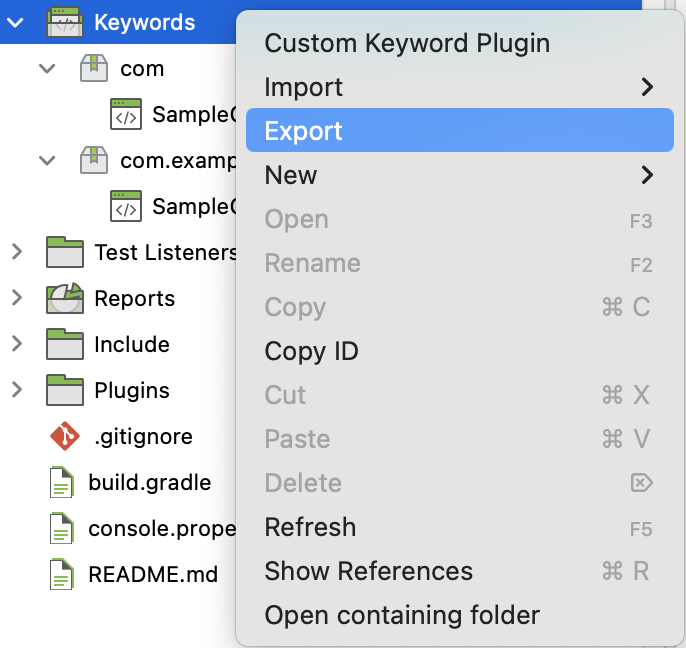 Keywords
com
SampleC
com.examp
SampleC
Test Listeners
Reports
Include
Plugins
.gitignore
build.gradle
console.prope
README.md
Custom Keyword Plugin
Import
Export
New
Open F3
Rename F2
Copy ⌘ C
Copy ID
Cut ⌘ X
Paste ⌘ V
Delete ⌦
Refresh F5
Show References ⌘ R
Open containing folder